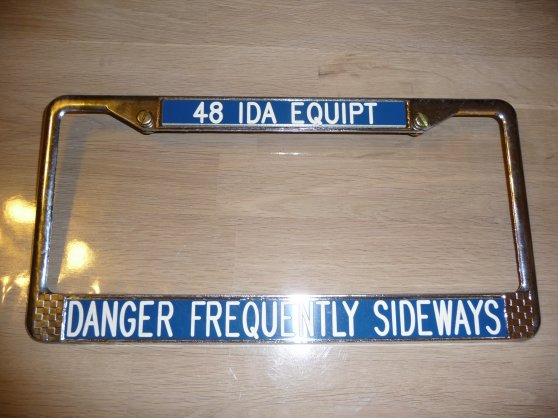 48 IDA EQUIPT
DANGER FREQUENTLY SIDEWAYS